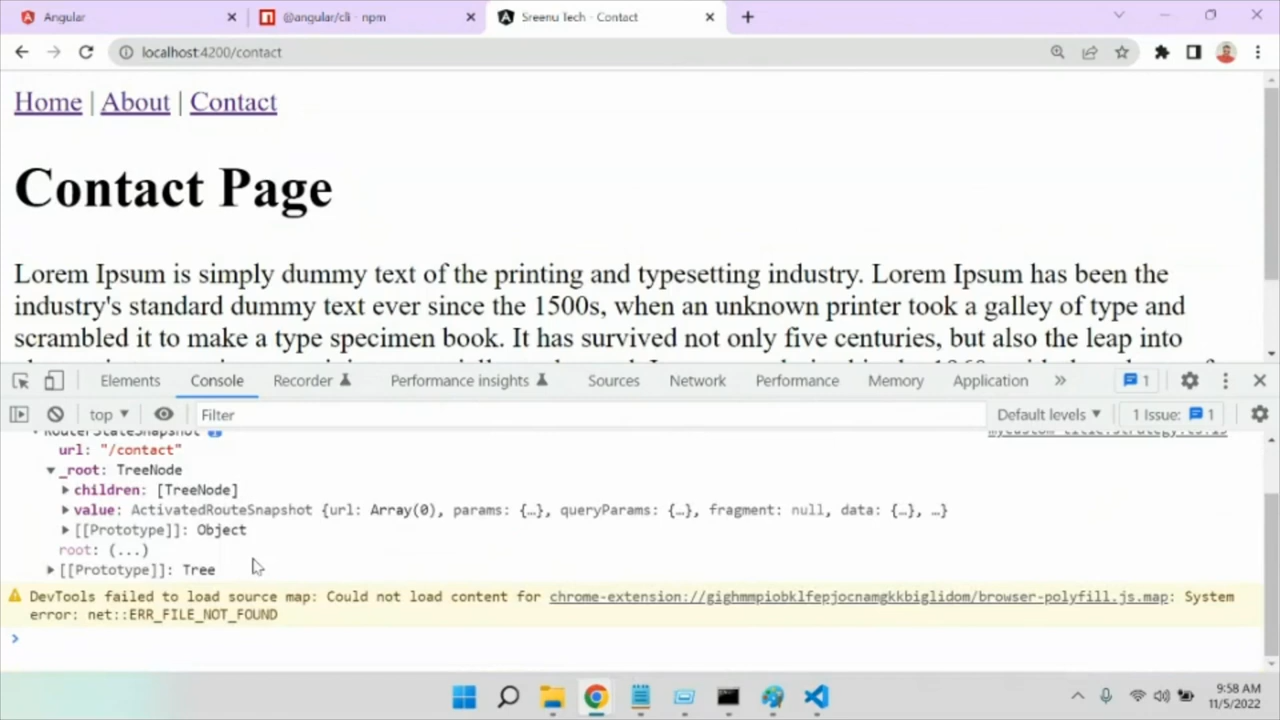 Angular
@angular/cli - npm
Sreenu Tech - Contact
localhost:4200/contact
Home | About | Contact
Contact Page
Lorem Ipsum is simply dummy text of the printing and typesetting industry. Lorem Ipsum has been the
industry's standard dummy text ever since the 1500s, when an unknown printer took a galley of type and
scrambled it to make a type specimen book. It has survived not only five centuries, but also the leap into
Elements
Console
Recorder
Performance insights
Sources
Network
Performance
Memory
Application
1
top
Filter
Default levels
1 Issue: 1
RouterStateSnapshot
url: "/contact"
_root: TreeNode
children: [TreeNode]
value: ActivatedRouteSnapshot {url: Array(0), params: {…}, queryParams: {…}, fragment: null, data: {…}, …}
[[Prototype]]: Object
root: (...)
[[Prototype]]: Tree
DevTools failed to load source map: Could not load content for chrome-extension://gighmmpiobklfepjocnamgkkbiglidom/browser-polyfill.js.map: System
error: net::ERR_FILE_NOT_FOUND
9:58 AM
11/5/2022